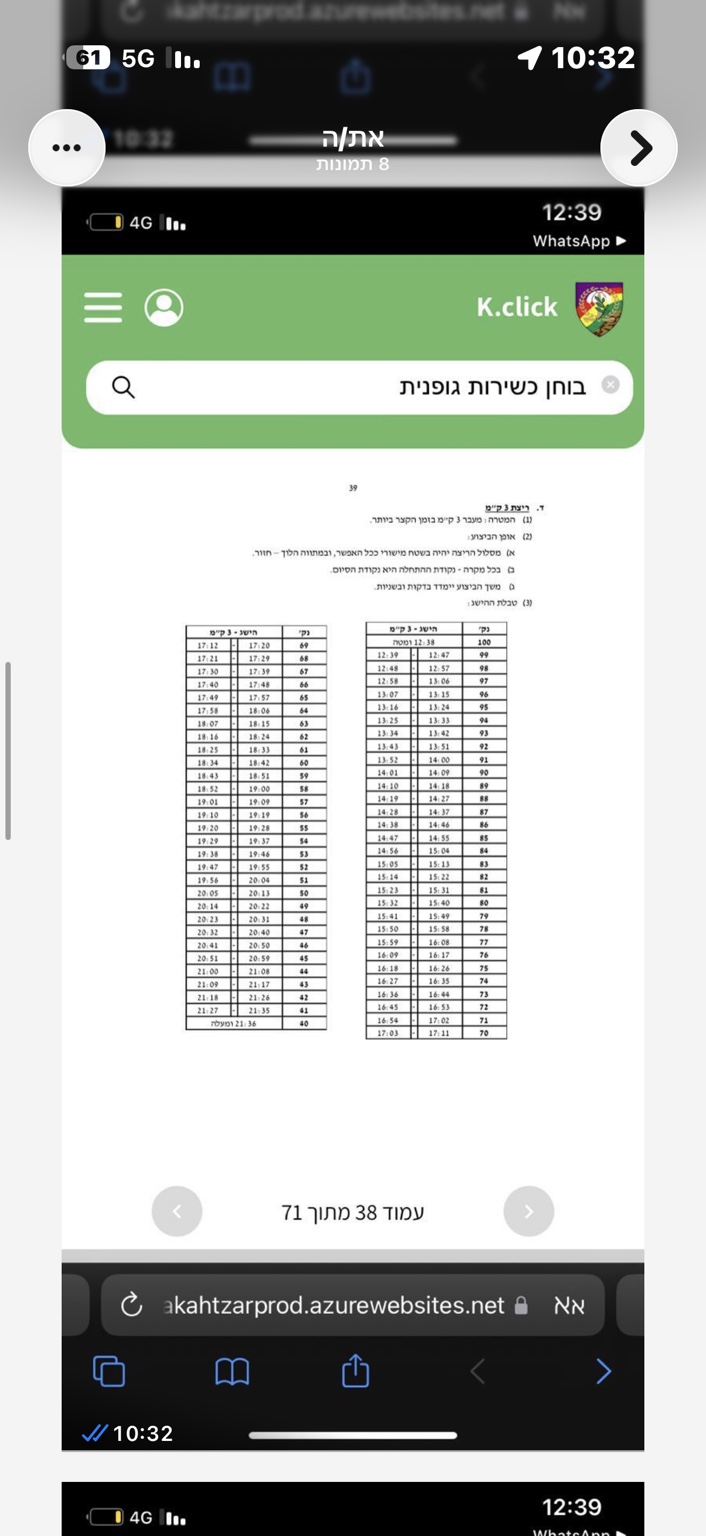 kahtzarprod.azurewebsites.net אא
61 5G 10:32
10:32
את/ה
8 תמונות
4G 12:39
WhatsApp ▶
K.click
בוחן כשירות גופנית
39
ד. ריצת 3 ק״מ
(1) המטרה: מעבר 3 ק״מ בזמן הקצר ביותר.
(2) אופן הביצוע:
א) מסלול הריצה יהיה בשטח מישורי ככל האפשר, ובמתווה הלוך – חזור.
ב) בכל מקרה - נקודת ההתחלה היא נקודת הסיום.
ג) משך הביצוע יימדד בדקות ובשניות.
(3) טבלת ההישג:
נק׳ הישג - 3 ק״מ
100 12:38 ומטה
99 12:47 - 12:39
98 12:57 - 12:48
97 13:06 - 12:58
96 13:15 - 13:07
95 13:24 - 13:16
94 13:33 - 13:25
93 13:42 - 13:34
92 13:51 - 13:43
91 14:00 - 13:52
90 14:09 - 14:01
89 14:18 - 14:10
88 14:27 - 14:19
87 14:37 - 14:28
86 14:46 - 14:38
85 14:55 - 14:47
84 15:04 - 14:56
83 15:13 - 15:05
82 15:22 - 15:14
81 15:31 - 15:23
80 15:40 - 15:32
79 15:49 - 15:41
78 15:58 - 15:50
77 16:08 - 15:59
76 16:17 - 16:09
75 16:26 - 16:18
74 16:35 - 16:27
73 16:44 - 16:36
72 16:53 - 16:45
71 17:02 - 16:54
70 17:11 - 17:03
נק׳ הישג - 3 ק״מ
69 17:20 - 17:12
68 17:29 - 17:21
67 17:39 - 17:30
66 17:48 - 17:40
65 17:57 - 17:49
64 18:06 - 17:58
63 18:15 - 18:07
62 18:24 - 18:16
61 18:33 - 18:25
60 18:42 - 18:34
59 18:51 - 18:43
58 19:00 - 18:52
57 19:09 - 19:01
56 19:19 - 19:10
55 19:28 - 19:20
54 19:37 - 19:29
53 19:46 - 19:38
52 19:55 - 19:47
51 20:04 - 19:56
50 20:13 - 20:05
49 20:22 - 20:14
48 20:31 - 20:23
47 20:40 - 20:32
46 20:50 - 20:41
45 20:59 - 20:51
44 21:08 - 21:00
43 21:17 - 21:09
42 21:26 - 21:18
41 21:35 - 21:27
40 21:36 ומעלה
עמוד 38 מתוך 71
akahtzarprod.azurewebsites.net אא
10:32
4G 12:39
WhatsApp